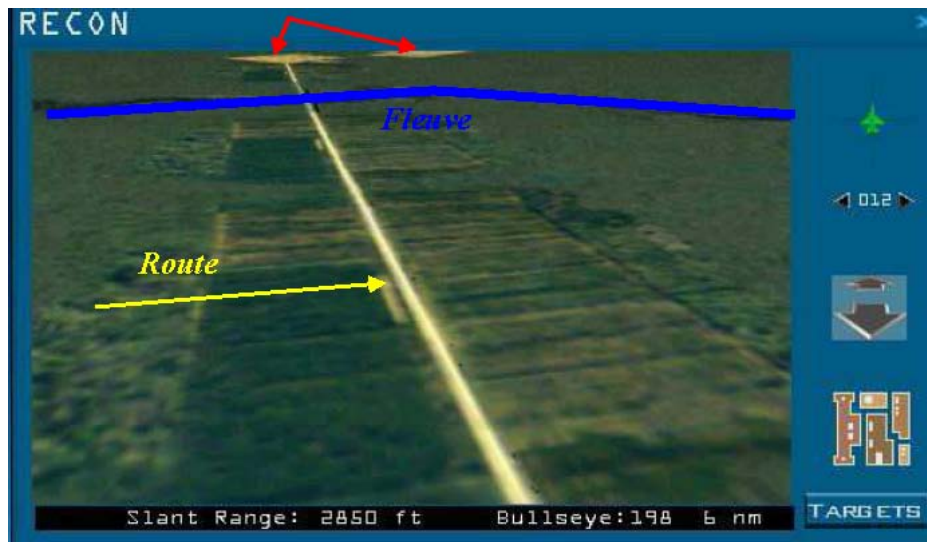 RECON
Fleuve
012
Route
Slant Range: 2850 ft Bullseye:198 6 nm
TARGETS